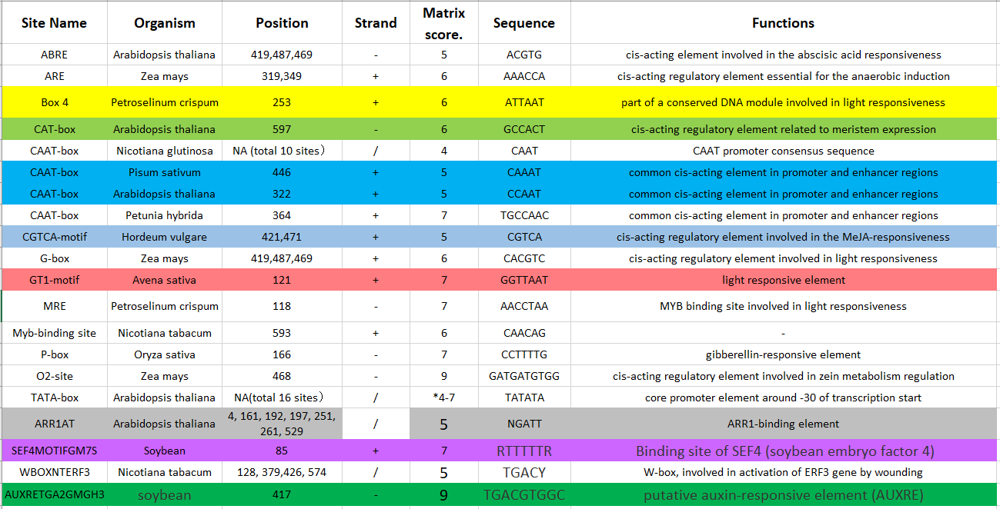 Site Name Organism Position Strand Matrix score. Sequence Functions
ABRE Arabidopsis thaliana 419,487,469 - 5 ACGTG cis-acting element involved in the abscisic acid responsiveness
ARE Zea mays 319,349 + 6 AAACCA cis-acting regulatory element essential for the anaerobic induction
Box 4 Petroselinum crispum 253 + 6 ATTAAT part of a conserved DNA module involved in light responsiveness
CAT-box Arabidopsis thaliana 597 - 6 GCCACT cis-acting regulatory element related to meristem expression
CAAT-box Nicotiana glutinosa NA (total 10 sites） / 4 CAAT CAAT promoter consensus sequence
CAAT-box Pisum sativum 446 + 5 CAAAT common cis-acting element in promoter and enhancer regions
CAAT-box Arabidopsis thaliana 322 + 5 CCAAT common cis-acting element in promoter and enhancer regions
CAAT-box Petunia hybrida 364 + 7 TGCCAAC common cis-acting element in promoter and enhancer regions
CGTCA-motif Hordeum vulgare 421,471 + 5 CGTCA cis-acting regulatory element involved in the MeJA-responsiveness
G-box Zea mays 419,487,469 + 6 CACGTC cis-acting regulatory element involved in light responsiveness
GT1-motif Avena sativa 121 + 7 GGTTAAT light responsive element
MRE Petroselinum crispum 118 - 7 AACCTAA MYB binding site involved in light responsiveness
Myb-binding site Nicotiana tabacum 593 + 6 CAACAG -
P-box Oryza sativa 166 - 7 CCTTTTG gibberellin-responsive element
O2-site Zea mays 468 - 9 GATGATGTGG cis-acting regulatory element involved in zein metabolism regulation
TATA-box Arabidopsis thaliana NA(total 16 sites） / *4-7 TATATA core promoter element around -30 of transcription start
ARR1AT Arabidopsis thaliana 4, 161, 192, 197, 251, 261, 529 / 5 NGATT ARR1-binding element
SEF4MOTIFGM7S Soybean 85 + 7 RTTTTTR Binding site of SEF4 (soybean embryo factor 4)
WBOXNTERF3 Nicotiana tabacum 128, 379,426, 574 / 5 TGACY W-box, involved in activation of ERF3 gene by wounding
AUXRETGA2GMGH3 soybean 417 - 9 TGACGTGGC putative auxin-responsive element (AUXRE)